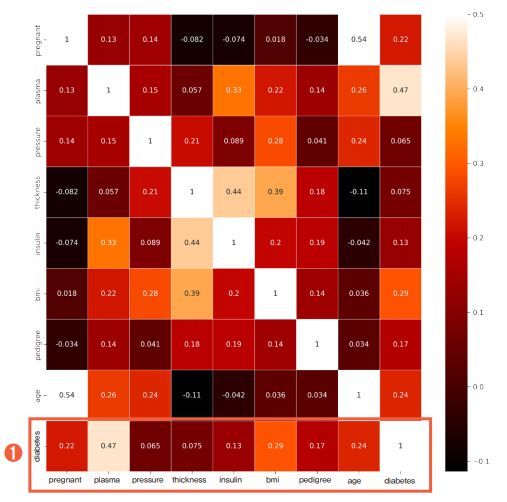 0.5
pregnant 1 0.13 0.14 -0.082 -0.074 0.018 -0.034 0.54 0.22
plasma 0.13 1 0.15 0.057 0.33 0.22 0.14 0.26 0.47
0.4
pressure 0.14 0.15 1 0.21 0.089 0.28 0.041 0.24 0.065
0.3
thickness -0.082 0.057 0.21 1 0.44 0.39 0.18 -0.11 0.075
0.2
insulin -0.074 0.33 0.089 0.44 1 0.2 0.19 -0.042 0.13
bmi 0.018 0.22 0.28 0.39 0.2 1 0.14 0.036 0.29
0.1
pedigree -0.034 0.14 0.041 0.18 0.19 0.14 1 0.034 0.17
0.0
age 0.54 0.26 0.24 -0.11 -0.042 0.036 0.034 1 0.24
1 diabetes 0.22 0.47 0.065 0.075 0.13 0.29 0.17 0.24 1
-0.1
pregnant plasma pressure thickness insulin bmi pedigree age diabetes